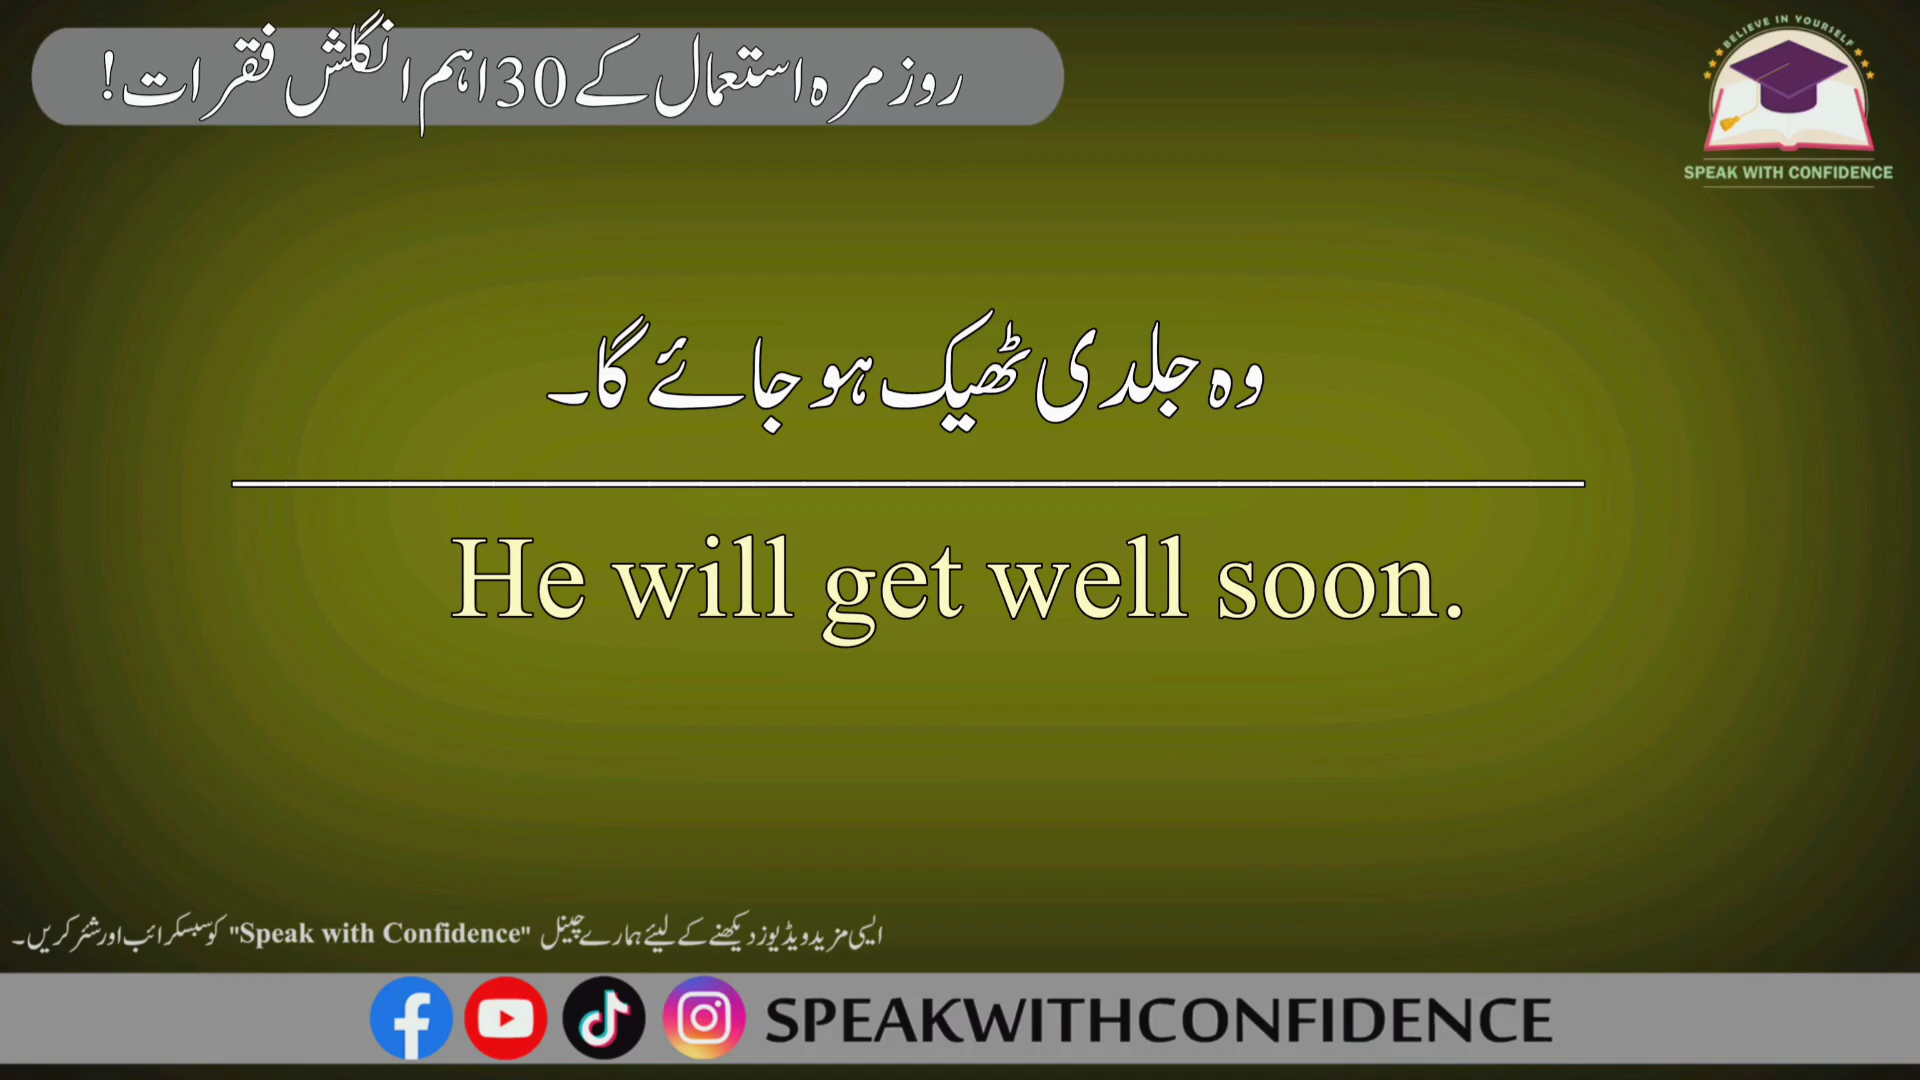 روزمرہ استعمال کے 30 اہم انگلش فقرات!
BELIEVE IN YOURSELF
SPEAK WITH CONFIDENCE
وہ جلدی ٹھیک ہو جائے گا۔
He will get well soon.
ایسی مزید ویڈیوز دیکھنے کے لیئے ہمارے چینل "Speak with Confidence" کو سبسکرائب اور شئر کریں۔
SPEAKWITHCONFIDENCE